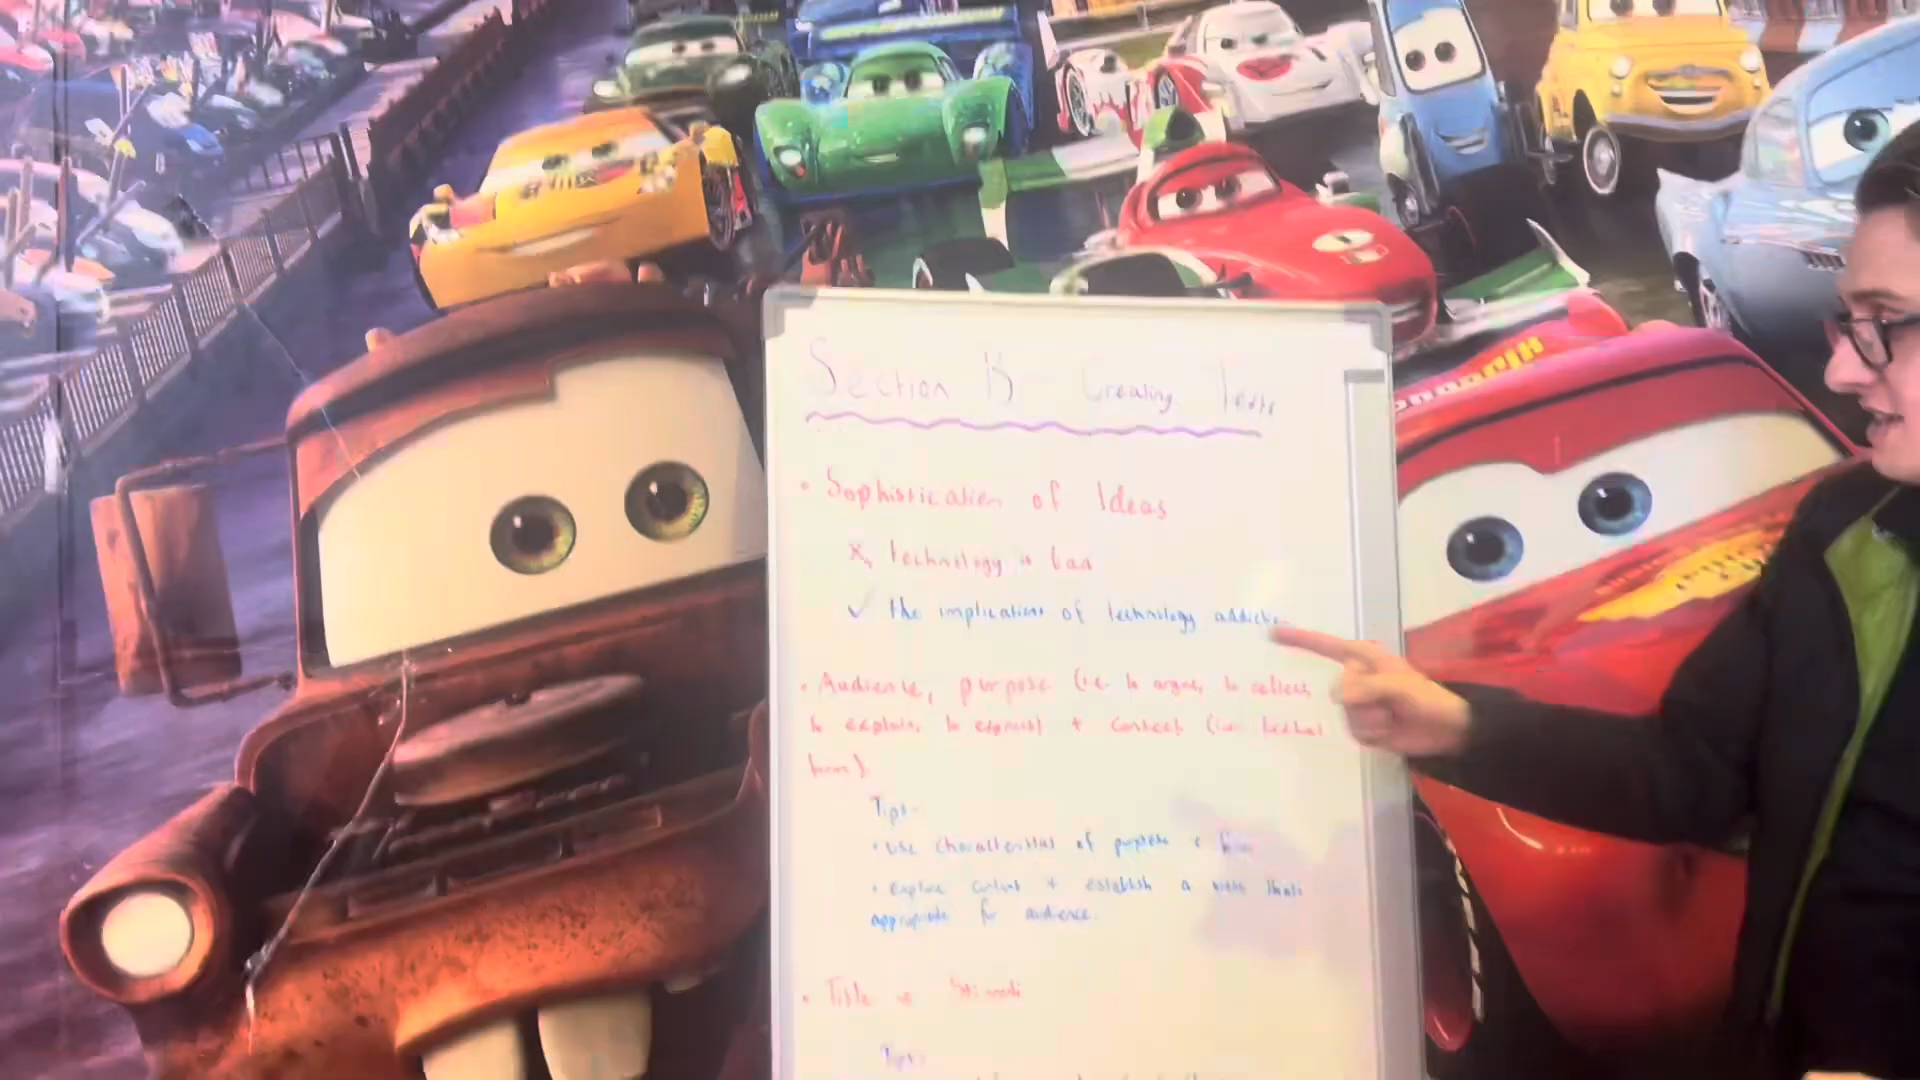 Section B Creating Texts
• Sophistication of Ideas
x technology is bad
✓ the implications of technology addiction
• Audience, purpose (i.e. to argue, to reflect,
to explain, to express) + context (i.e. textual
form).
Tips-
• use characteristics of purpose + form
• explore context + establish a voice that's
appropriate for audience.
• Title + Stimuli
Tips-